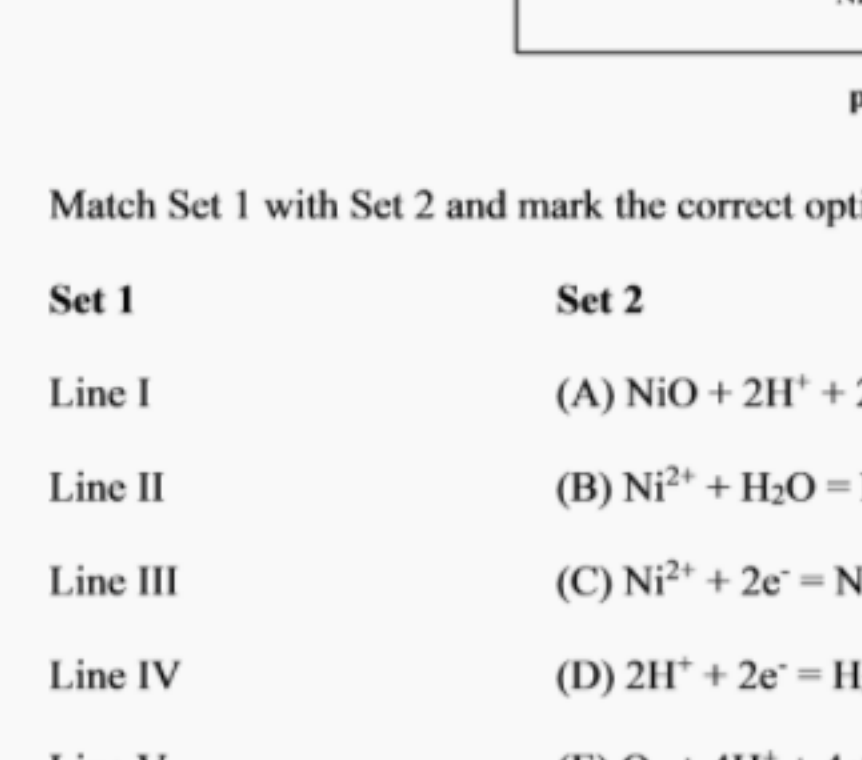 Match Set 1 with Set 2 and mark the correct
Set 1 Set 2
Line I (A) NiO + 2H⁺ +
Line II (B) Ni²⁺ + H₂O =
Line III (C) Ni²⁺ + 2e⁻ = N
Line IV (D) 2H⁺ + 2e⁻ = H